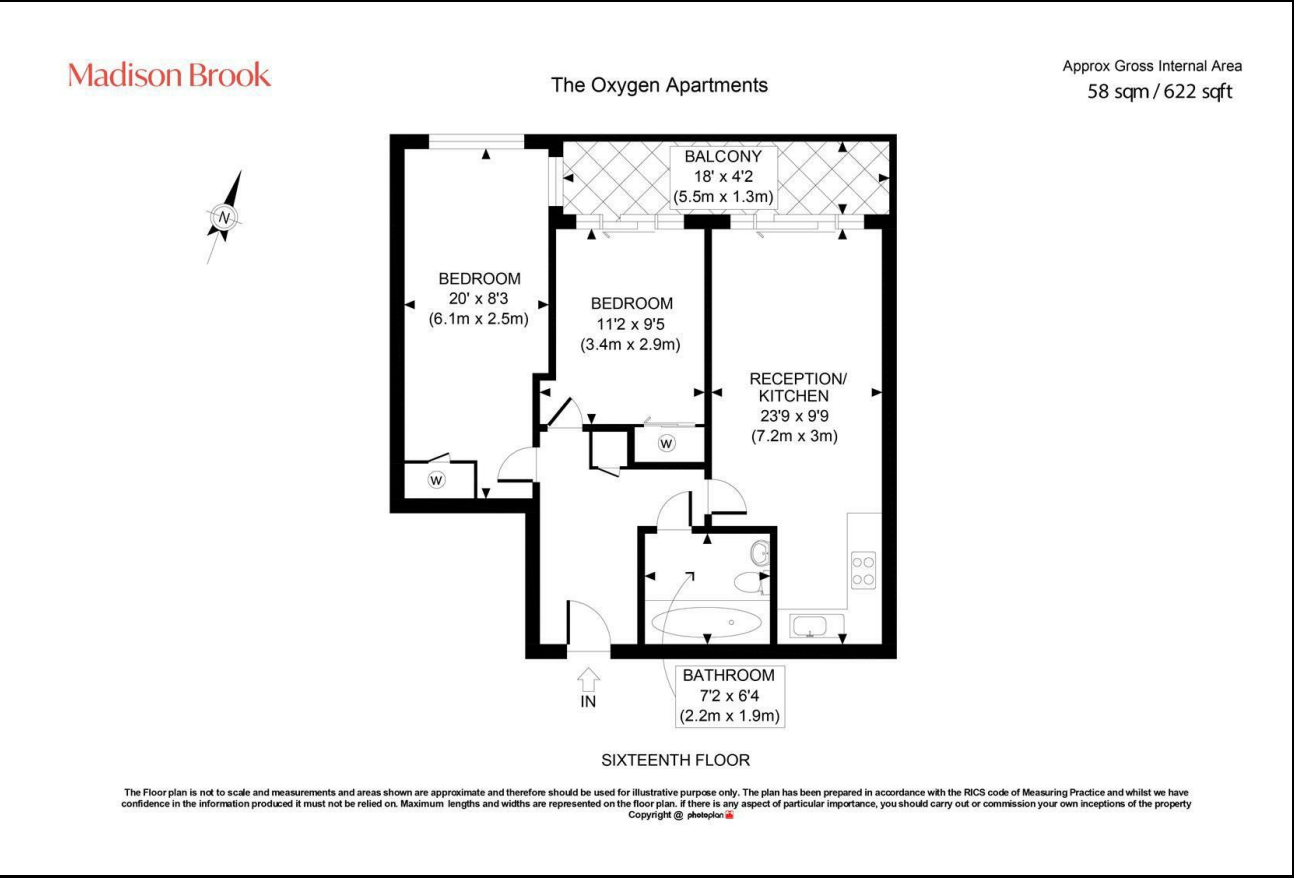 Madison Brook
The Oxygen Apartments
Approx Gross Internal Area
58 sqm / 622 sqft
N
BALCONY
18' x 4'2
(5.5m x 1.3m)
BEDROOM
20' x 8'3
(6.1m x 2.5m)
BEDROOM
11'2 x 9'5
(3.4m x 2.9m)
RECEPTION/
KITCHEN
23'9 x 9'9
(7.2m x 3m)
W
W
BATHROOM
7'2 x 6'4
(2.2m x 1.9m)
IN
SIXTEENTH FLOOR
The Floor plan is not to scale and measurements and areas shown are approximate and therefore should be used for illustrative purpose only. The plan has been prepared in accordance with the RICS code of Measuring Practice and whilst we have
confidence in the information produced it must not be relied on. Maximum lengths and widths are represented on the floor plan. if there is any aspect of particular importance, you should carry out or commission your own inceptions of the property
Copyright @ photoplan